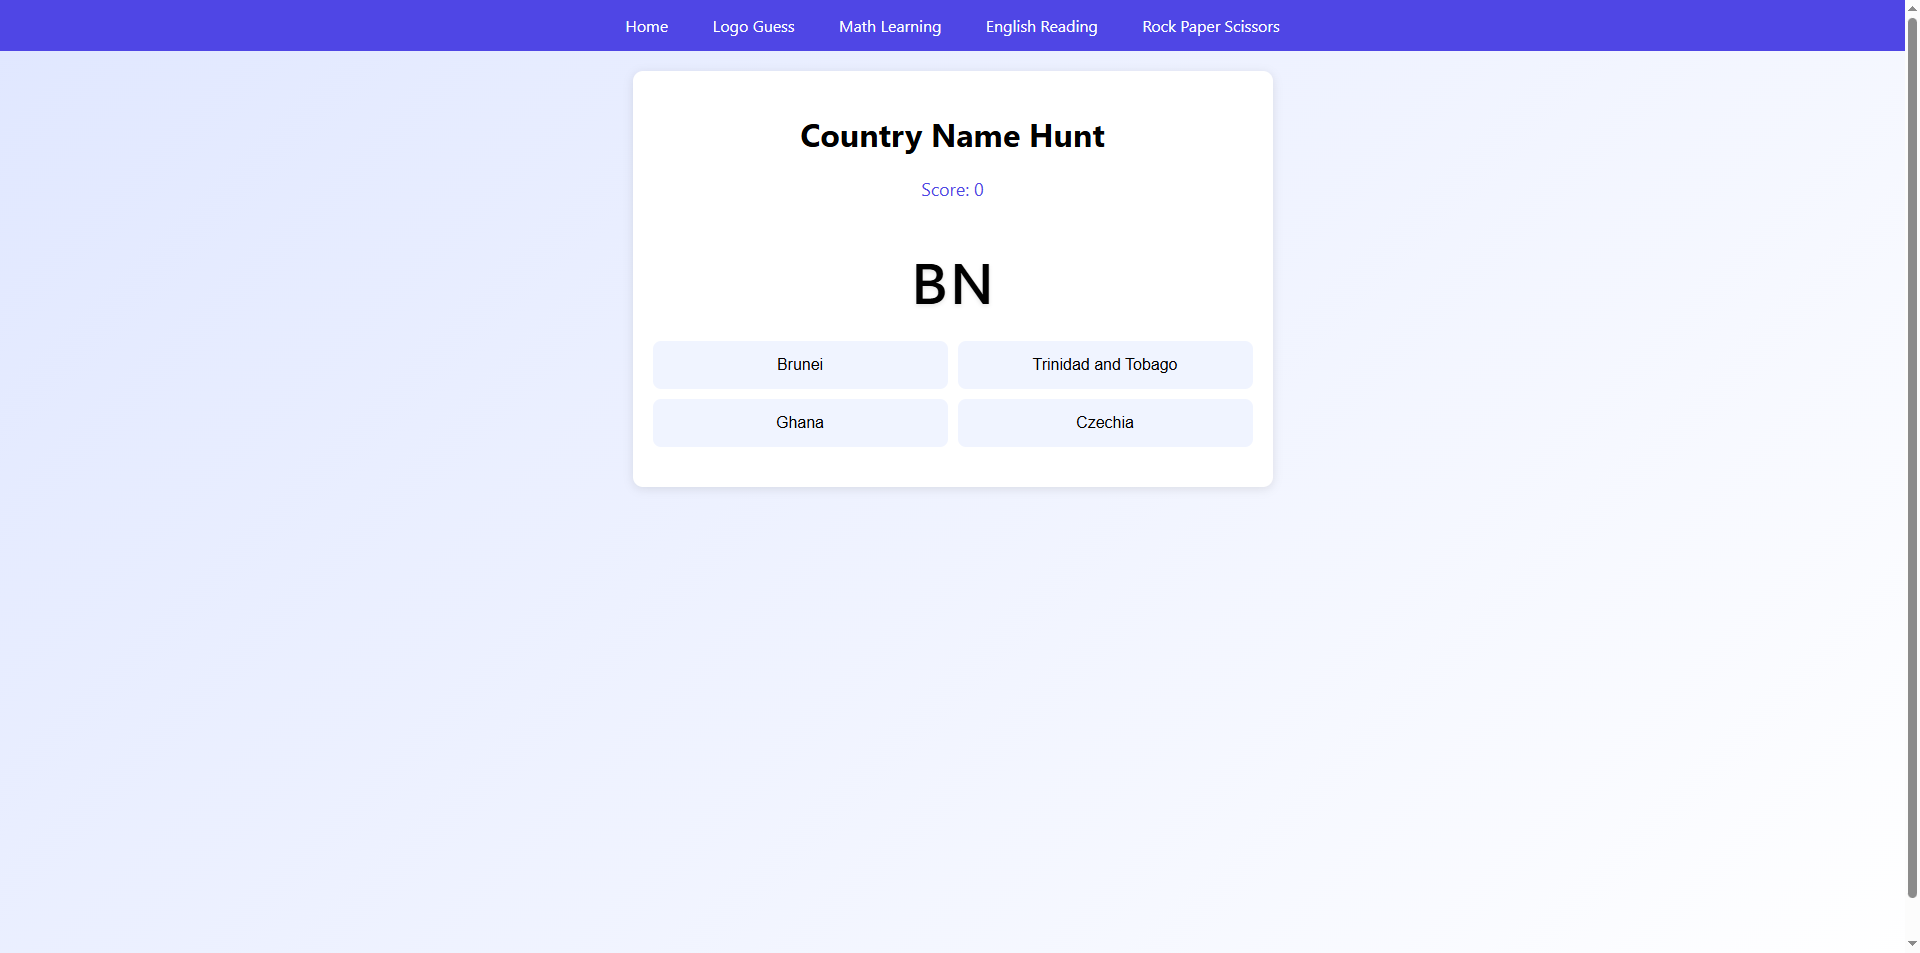 Home Logo Guess Math Learning English Reading Rock Paper Scissors
Country Name Hunt
Score: 0
BN
Brunei Trinidad and Tobago
Ghana Czechia